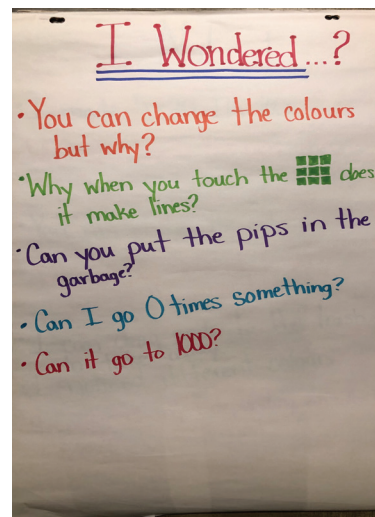 I Wondered...?
• You can change the colours
but why?
• Why when you touch the does
it make lines?
• Can you put the pips in the
garbage?
• Can I go 0 times something?
• Can it go to 1000?